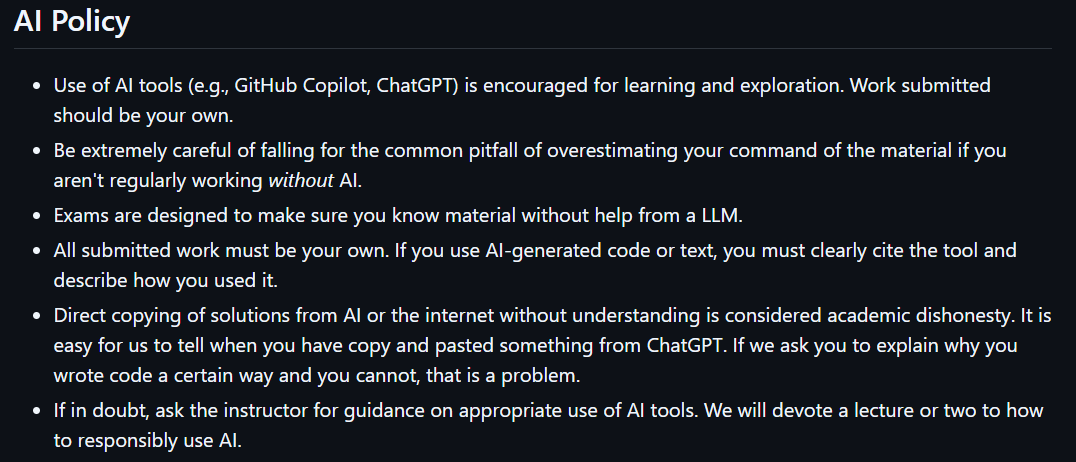 AI Policy
• Use of AI tools (e.g., GitHub Copilot, ChatGPT) is encouraged for learning and exploration. Work submitted
should be your own.
• Be extremely careful of falling for the common pitfall of overestimating your command of the material if you
aren't regularly working without AI.
• Exams are designed to make sure you know material without help from a LLM.
• All submitted work must be your own. If you use AI-generated code or text, you must clearly cite the tool and
describe how you used it.
• Direct copying of solutions from AI or the internet without understanding is considered academic dishonesty. It is
easy for us to tell when you have copy and pasted something from ChatGPT. If we ask you to explain why you
wrote code a certain way and you cannot, that is a problem.
• If in doubt, ask the instructor for guidance on appropriate use of AI tools. We will devote a lecture or two to how
to responsibly use AI.